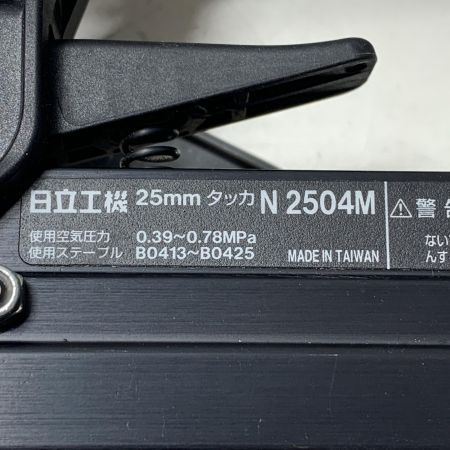 日立工機 25mm タッカ N 2504M
使用空気圧力 0.39~0.78MPa
使用ステープル B0413~B0425 MADE IN TAIWAN
⚠警告
ない
んす